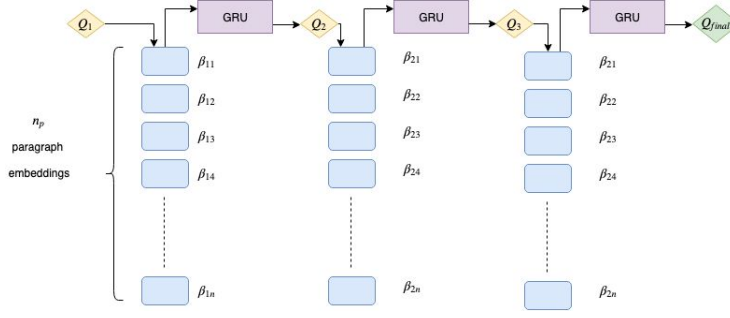 Q1
GRU
Q2
GRU
Q3
GRU
Qfinal
np
paragraph
embeddings
β11
β12
β13
β14
β1n
β21
β22
β23
β24
β2n
β21
β22
β23
β24
β2n